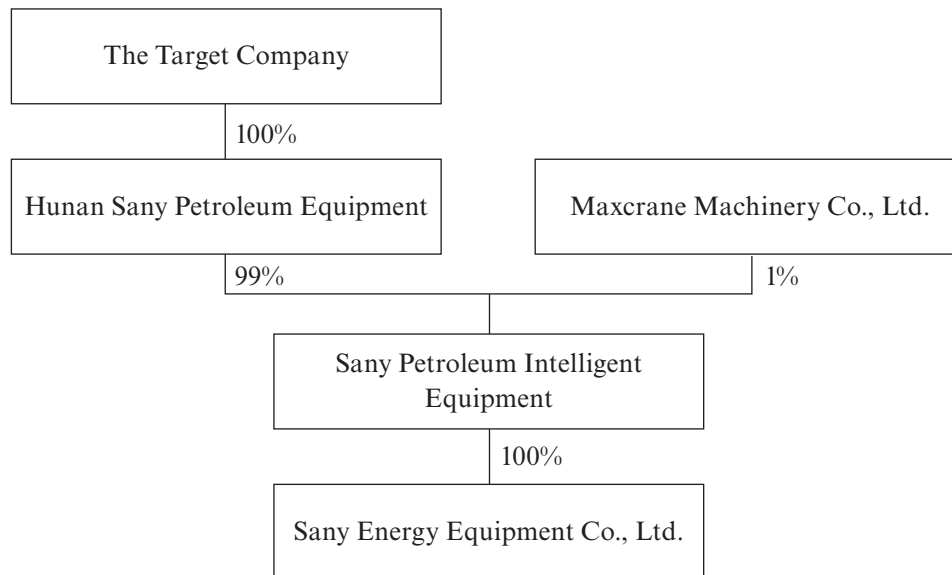 The Target Company
100%
Hunan Sany Petroleum Equipment
Maxcrane Machinery Co., Ltd.
99%
1%
Sany Petroleum Intelligent
Equipment
100%
Sany Energy Equipment Co., Ltd.